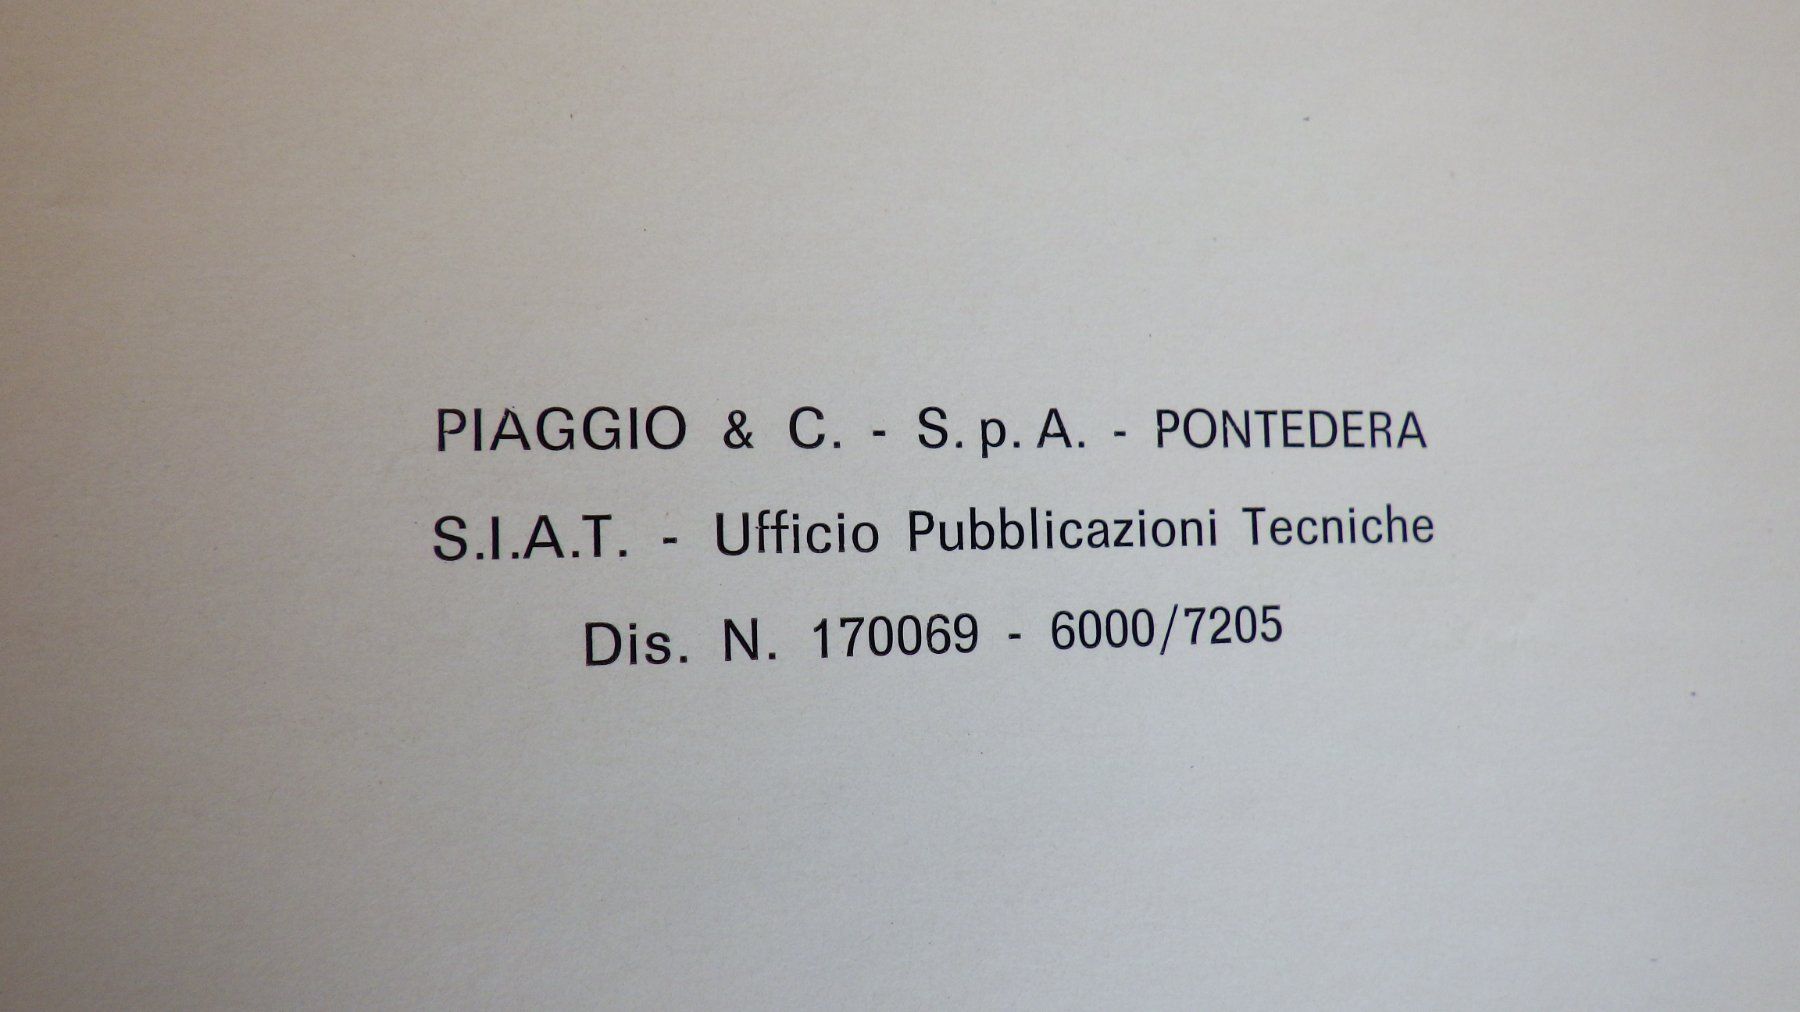 PIAGGIO & C. - S. p. A. - PONTEDERA
S.I.A.T. - Ufficio Pubblicazioni Tecniche
Dis. N. 170069 - 6000/7205